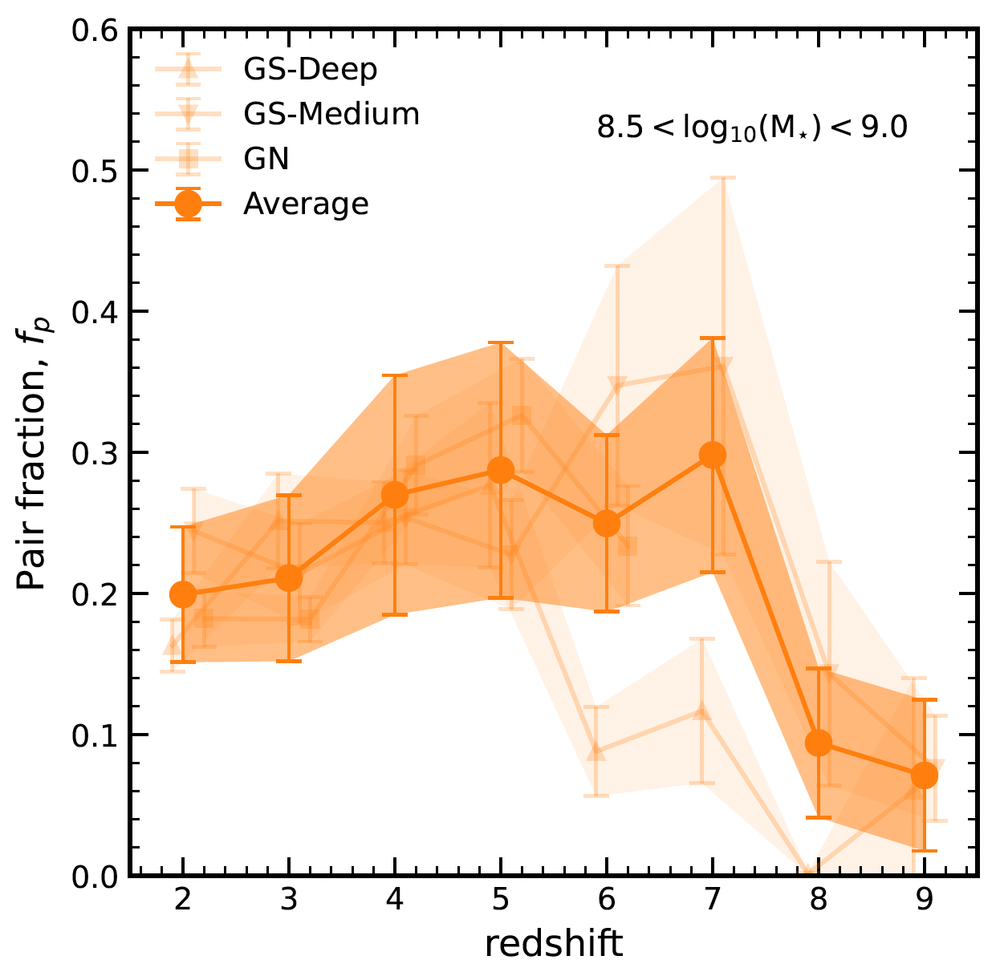 GS-Deep
GS-Medium
GN
Average
8.5 < log₁₀(M⋆) < 9.0
Pair fraction, fₚ
0.6
0.5
0.4
0.3
0.2
0.1
0.0
2 3 4 5 6 7 8 9
redshift